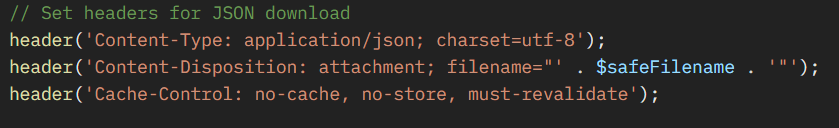 // Set headers for JSON download
header('Content-Type: application/json; charset=utf-8');
header('Content-Disposition: attachment; filename="' . $safeFilename . '"');
header('Cache-Control: no-cache, no-store, must-revalidate');